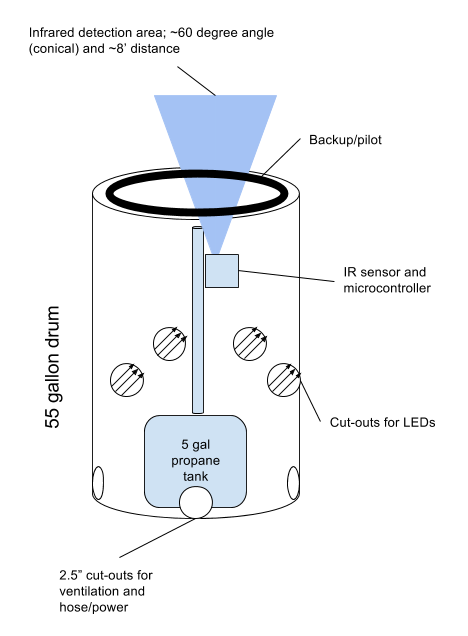 Infrared detection area; ~60 degree angle
(conical) and ~8’ distance
Backup/pilot
IR sensor and
microcontroller
55 gallon drum
Cut-outs for LEDs
5 gal
propane
tank
2.5” cut-outs for
ventilation and
hose/power